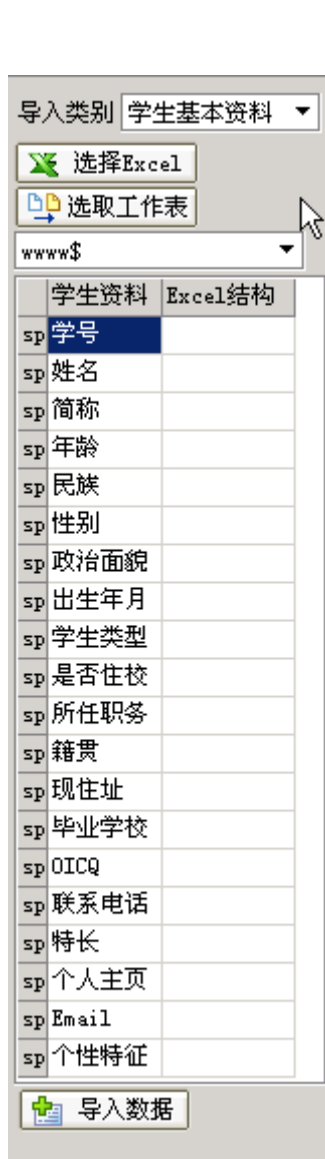 导入类别 学生基本资料
选择Excel
选取工作表
wwww$
学生资料 Excel结构
sp 学号
sp 姓名
sp 简称
sp 年龄
sp 民族
sp 性别
sp 政治面貌
sp 出生年月
sp 学生类型
sp 是否住校
sp 所任职务
sp 籍贯
sp 现住址
sp 毕业学校
sp OICQ
sp 联系电话
sp 特长
sp 个人主页
sp Email
sp 个性特征
导入数据